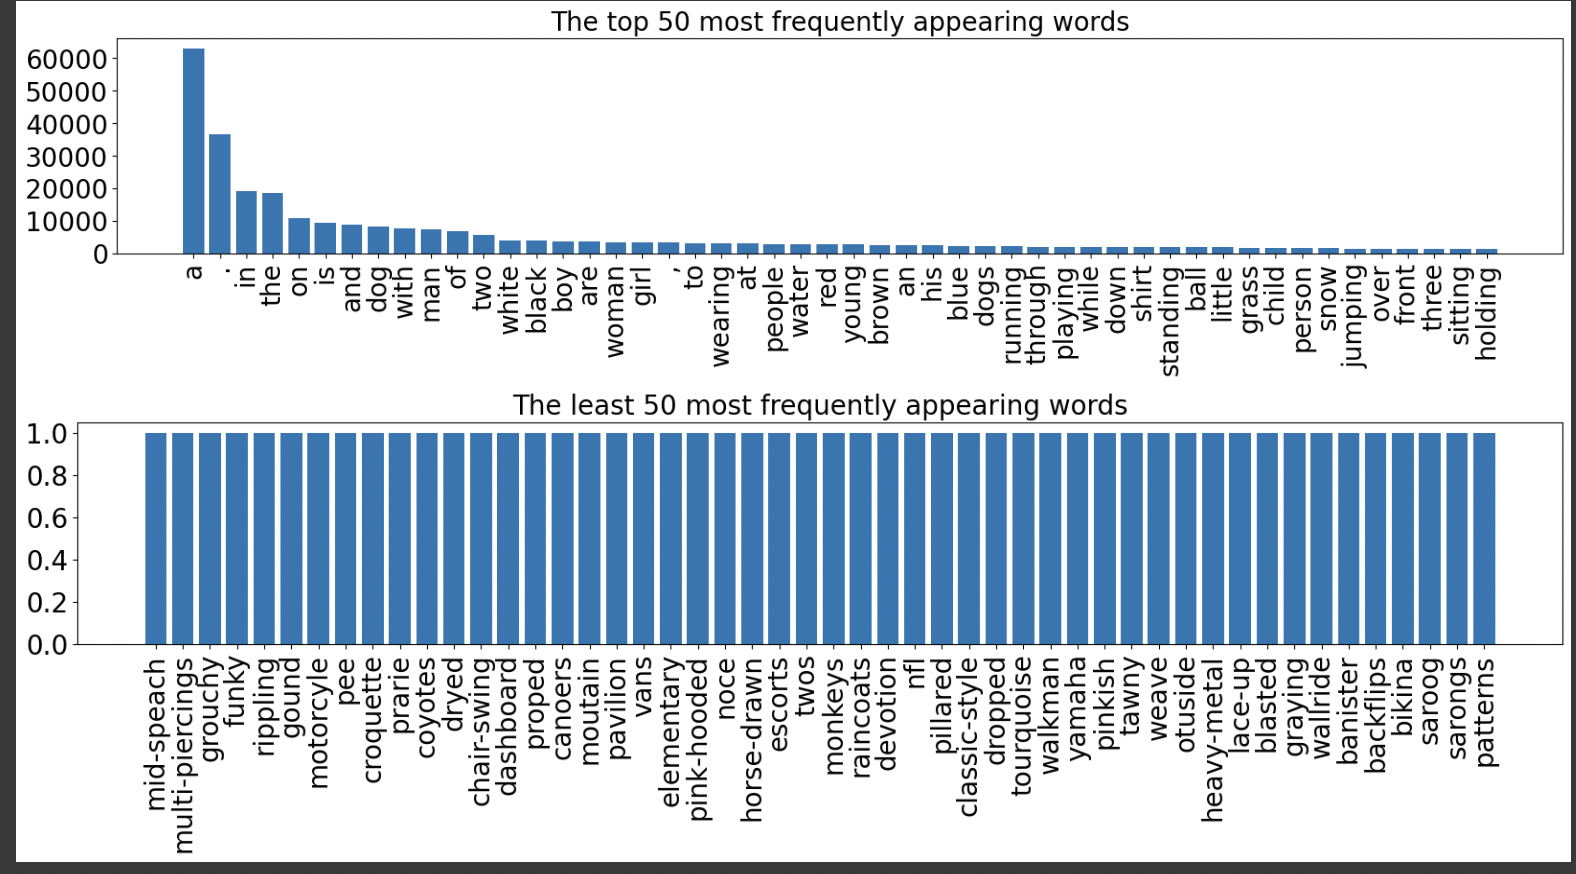 The top 50 most frequently appearing words
60000
50000
40000
30000
20000
10000
0
a
.
in
the
on
is
and
dog
with
man
of
two
white
black
boy
are
woman
girl
,
to
wearing
at
people
water
red
young
brown
an
his
blue
dogs
running
through
playing
while
down
shirt
standing
ball
little
grass
child
person
snow
jumping
over
front
three
sitting
holding
The least 50 most frequently appearing words
1.0
0.8
0.6
0.4
0.2
0.0
mid-speach
multi-piercings
grouchy
funky
rippling
gound
motorcyle
pee
croquette
prarie
coyotes
dryed
chair-swing
dashboard
proped
canoers
moutain
pavilion
vans
elementary
pink-hooded
noce
horse-drawn
escorts
twos
monkeys
raincoats
devotion
nfl
pillared
classic-style
dropped
tourquoise
walkman
yamaha
pinkish
tawny
weave
otuside
heavy-metal
lace-up
blasted
graying
wallride
banister
backflips
bikina
saroog
sarongs
patterns